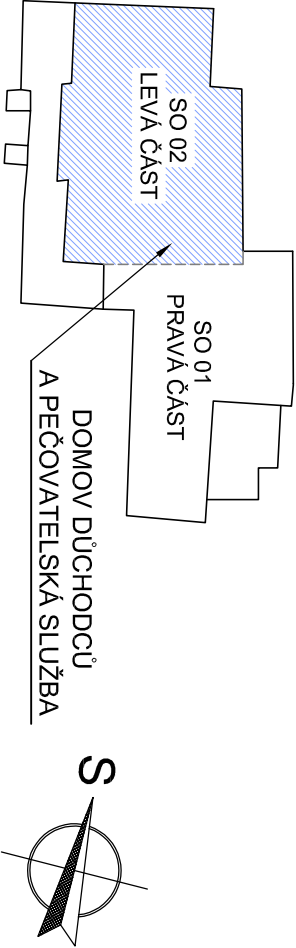 SO 02
LEVÁ ČÁST
SO 01
PRAVÁ ČÁST
DOMOV DŮCHODCŮ
A PEČOVATELSKÁ SLUŽBA
S